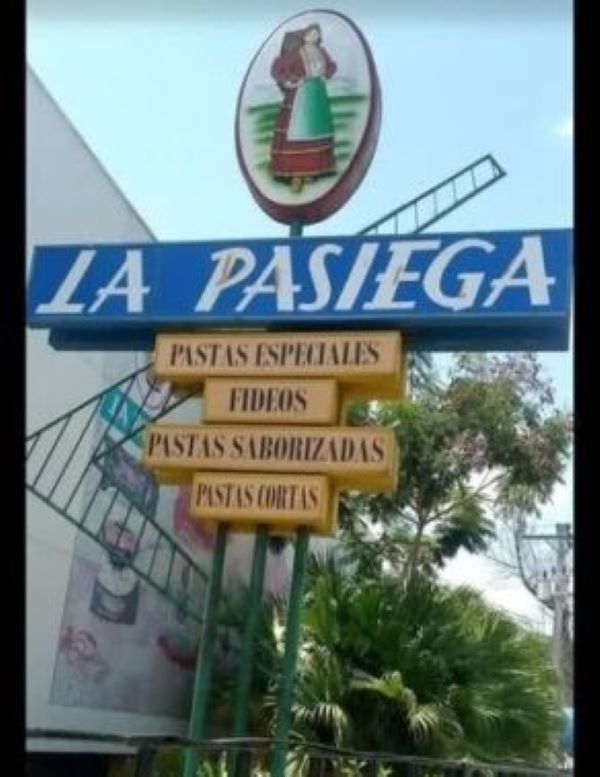 LA PASIEGA
PASTAS ESPECIALES
FIDEOS
PASTAS SABORIZADAS
PASTAS CORTAS